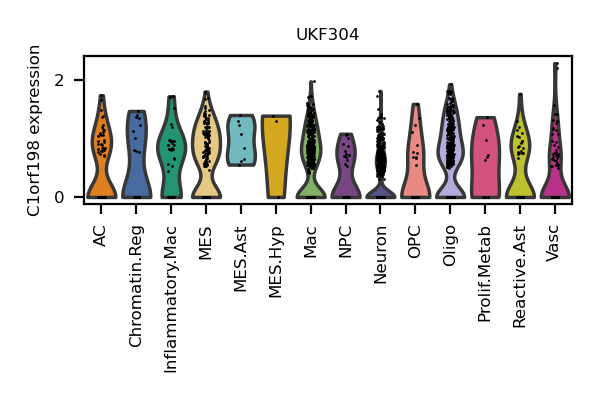 UKF304
C1orf198 expression
2
0
AC
Chromatin.Reg
Inflammatory.Mac
MES
MES.Ast
MES.Hyp
Mac
NPC
Neuron
OPC
Oligo
Prolif.Metab
Reactive.Ast
Vasc